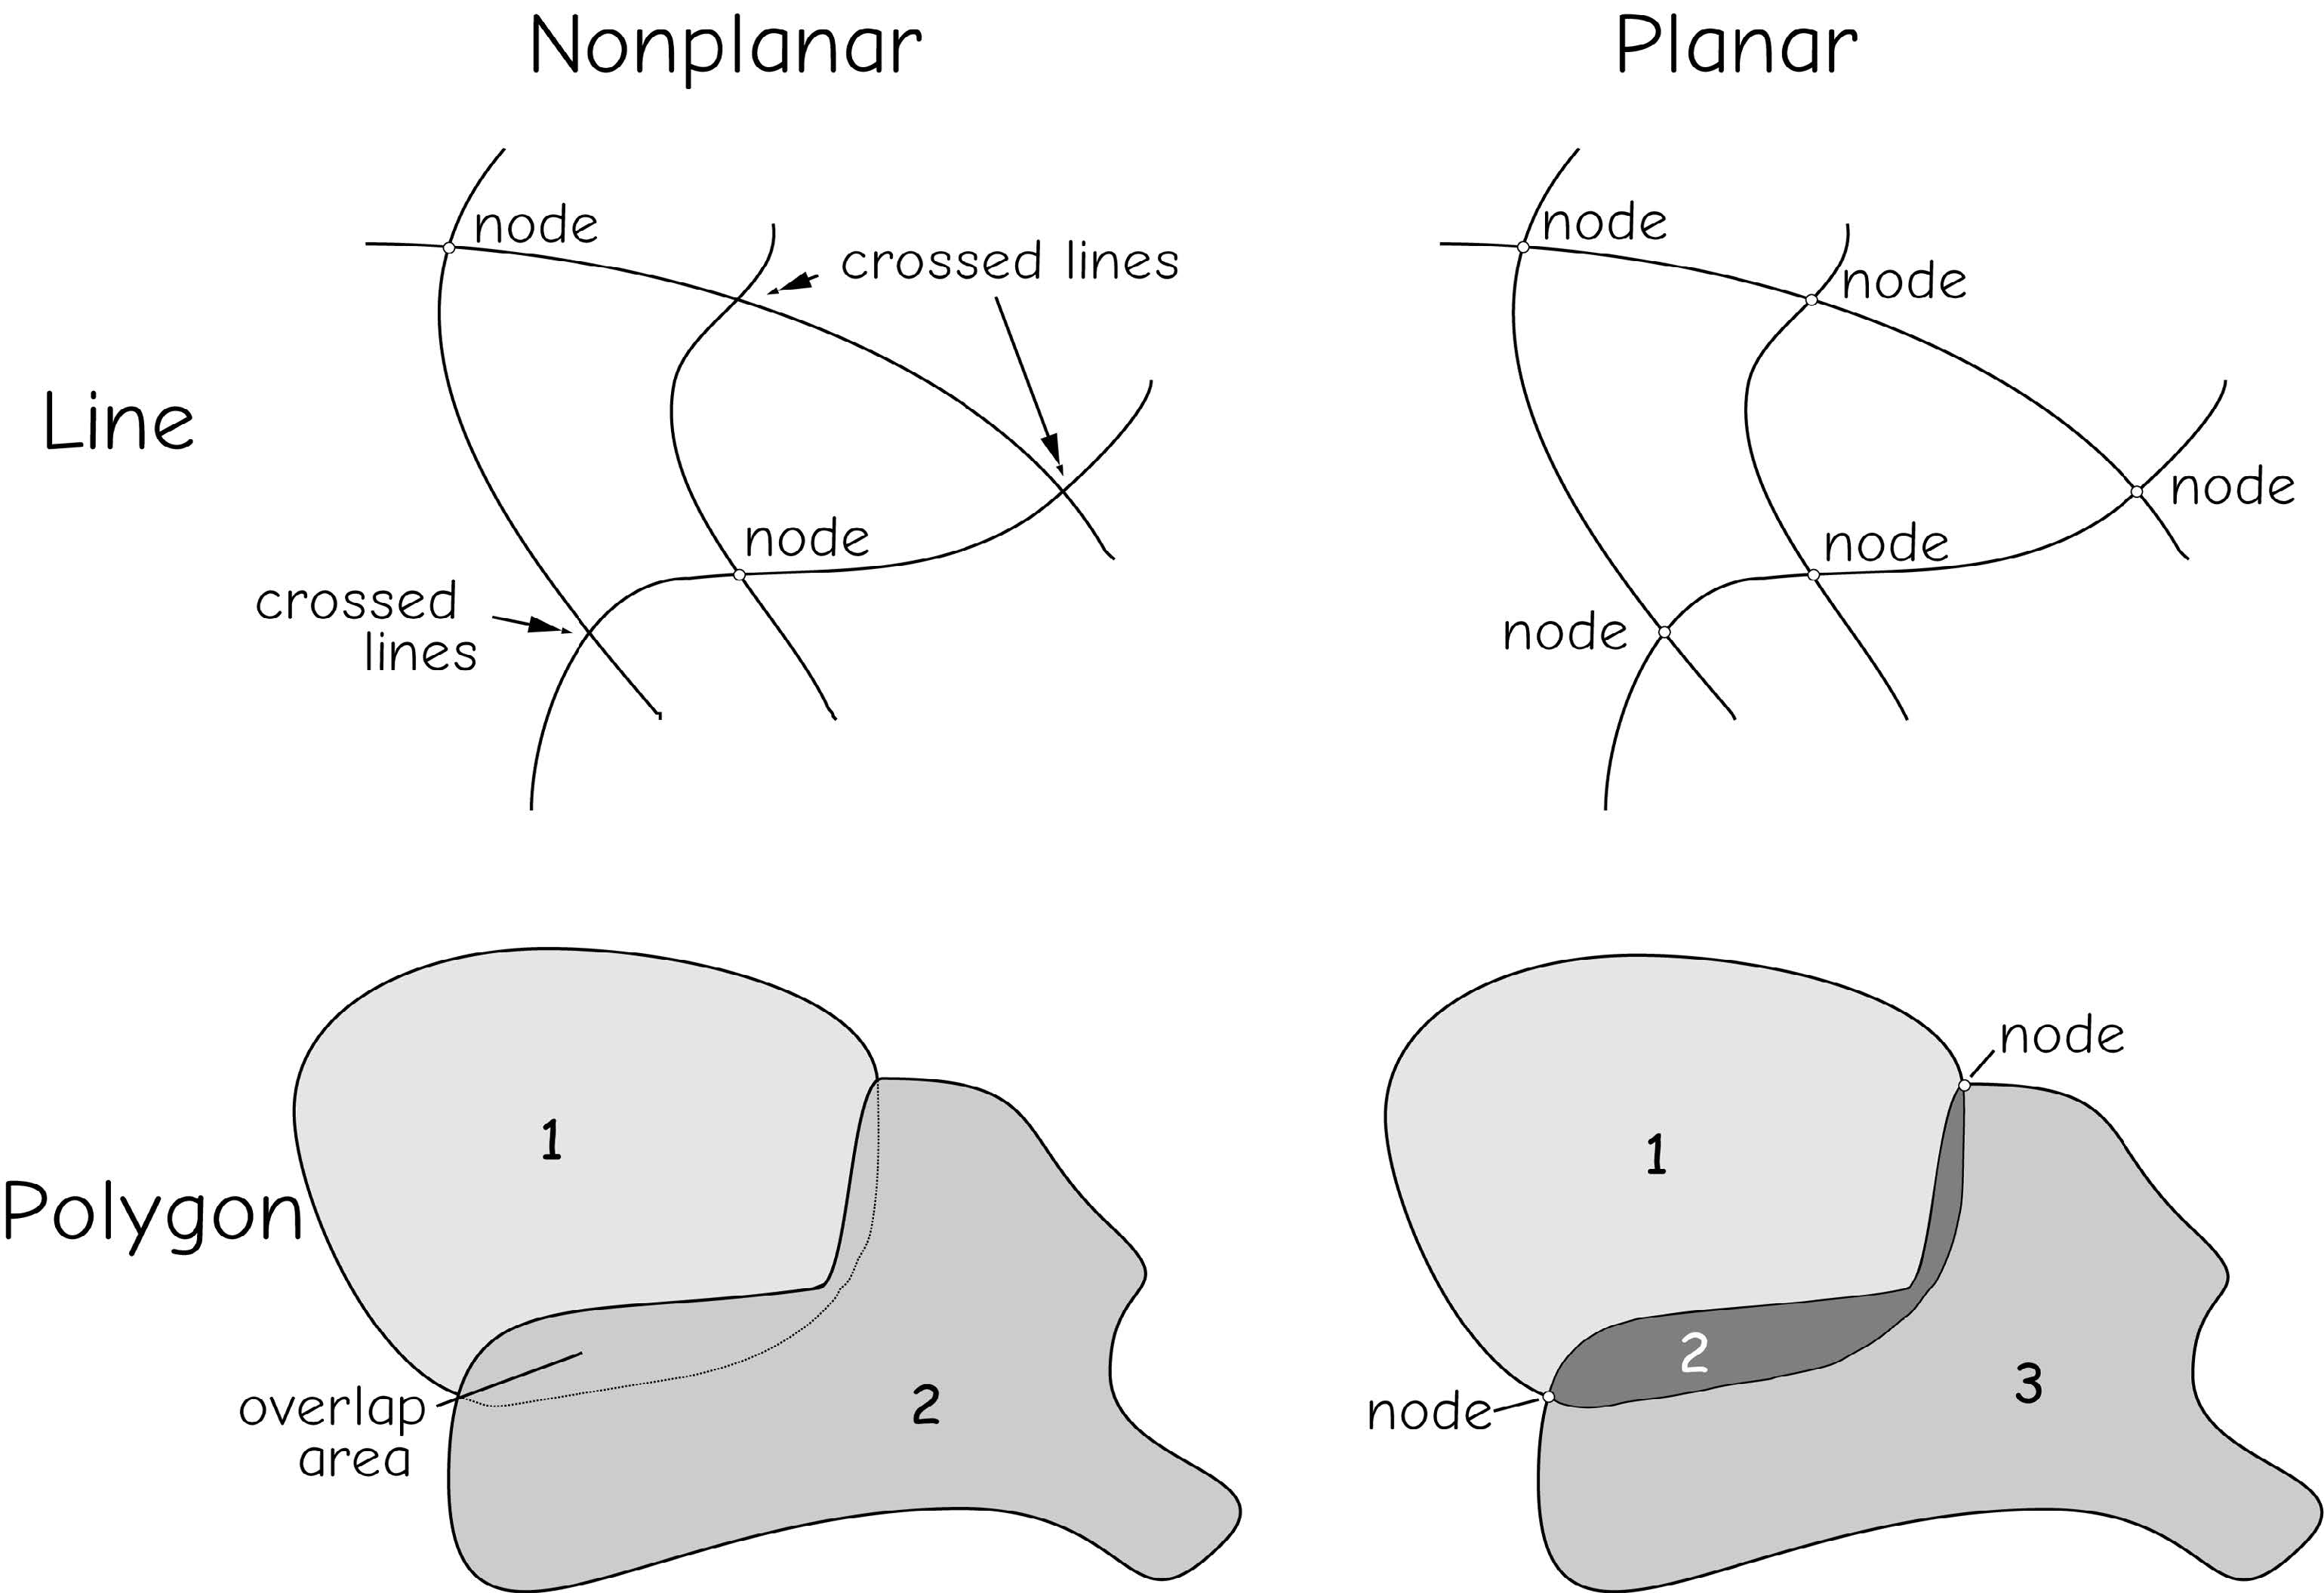 Nonplanar
Planar
node
crossed lines
node
node
Line
node
node
node
crossed
lines
node
node
1
1
Polygon
2
overlap
area
2
3
node